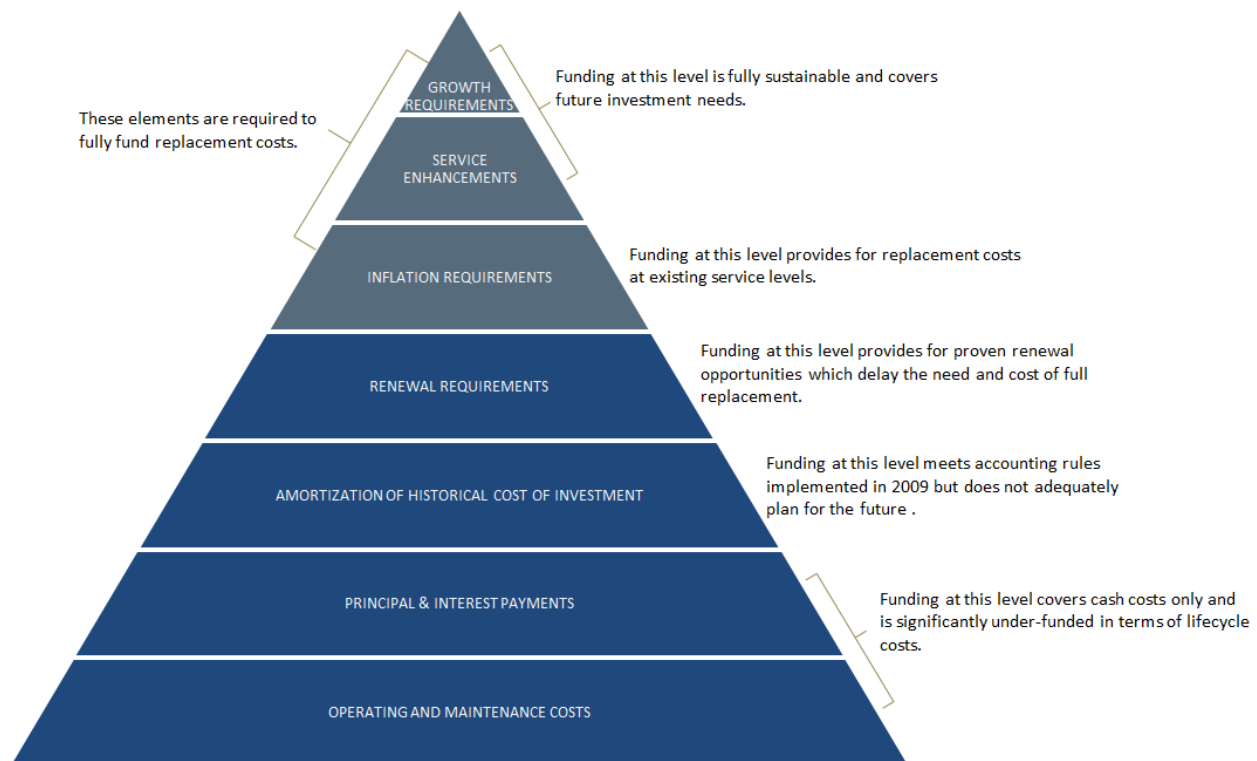 GROWTH
REQUIREMENTS
Funding at this level is fully sustainable and covers
future investment needs.
These elements are required to
fully fund replacement costs.
SERVICE
ENHANCEMENTS
INFLATION REQUIREMENTS
Funding at this level provides for replacement costs
at existing service levels.
RENEWAL REQUIREMENTS
Funding at this level provides for proven renewal
opportunities which delay the need and cost of full
replacement.
AMORTIZATION OF HISTORICAL COST OF INVESTMENT
Funding at this level meets accounting rules
implemented in 2009 but does not adequately
plan for the future .
PRINCIPAL & INTEREST PAYMENTS
Funding at this level covers cash costs only and
is significantly under-funded in terms of lifecycle
costs.
OPERATING AND MAINTENANCE COSTS